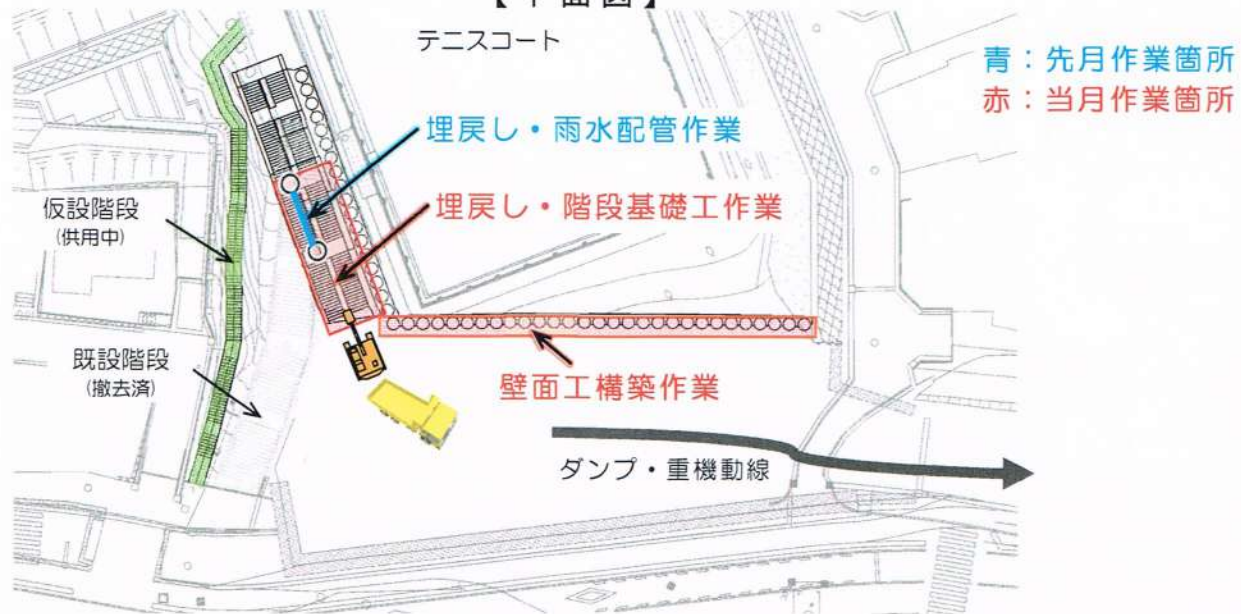 【平面図】
テニスコート
青：先月作業箇所
赤：当月作業箇所
埋戻し・雨水配管作業
埋戻し・階段基礎工作業
仮設階段
(供用中)
既設階段
(撤去済)
壁面工構築作業
ダンプ・重機動線